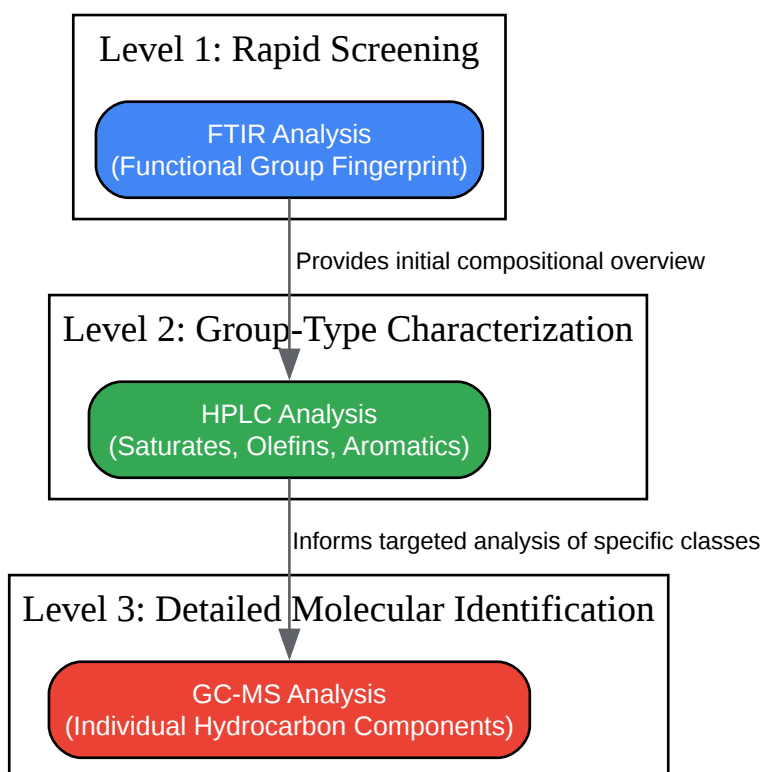 Level 1: Rapid Screening
FTIR Analysis
(Functional Group Fingerprint)
Provides initial compositional overview
Level 2: Group-Type Characterization
HPLC Analysis
(Saturates, Olefins, Aromatics)
Informs targeted analysis of specific classes
Level 3: Detailed Molecular Identification
GC-MS Analysis
(Individual Hydrocarbon Components)